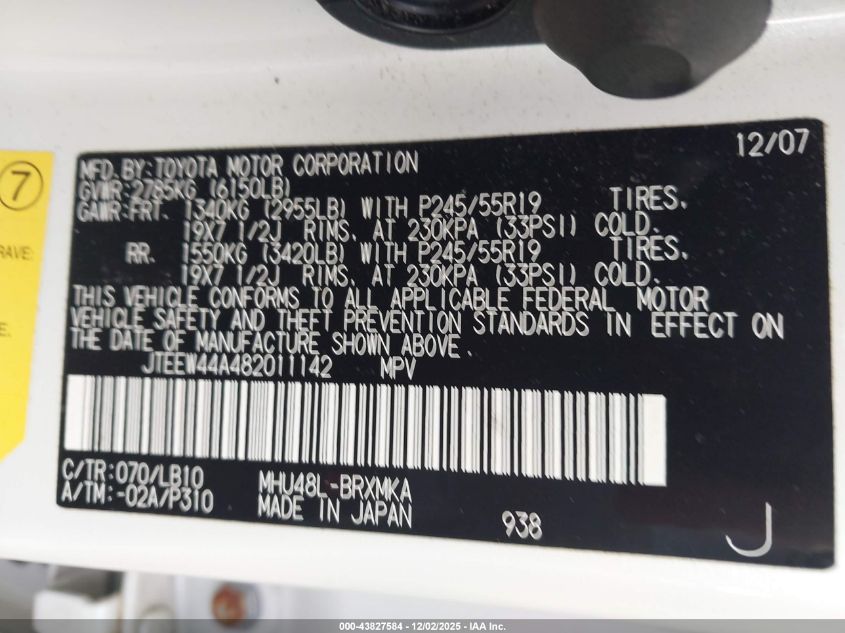 7
RAVE:
E:
12/07
MFD.BY:TOYOTA MOTOR CORPORATION
GVWR:2785KG (6150LB)
GAWR:FRT. 1340KG (2955LB) WITH P245/55R19 TIRES,
19X7 1/2J RIMS, AT 230KPA (33PSI) COLD.
RR. 1550KG (3420LB) WITH P245/55R19 TIRES,
19X7 1/2J RIMS, AT 230KPA (33PSI) COLD.
THIS VEHICLE CONFORMS TO ALL APPLICABLE FEDERAL MOTOR
VEHICLE SAFETY AND THEFT PREVENTION STANDARDS IN EFFECT ON
THE DATE OF MANUFACTURE SHOWN ABOVE.
JTEEW44A482011142 MPV
C/TR:070/LB10 MHU48L-BRXMKA
A/TM:-02A/P310 MADE IN JAPAN 938
J
000-43827584 - 12/02/2025 - IAA Inc.